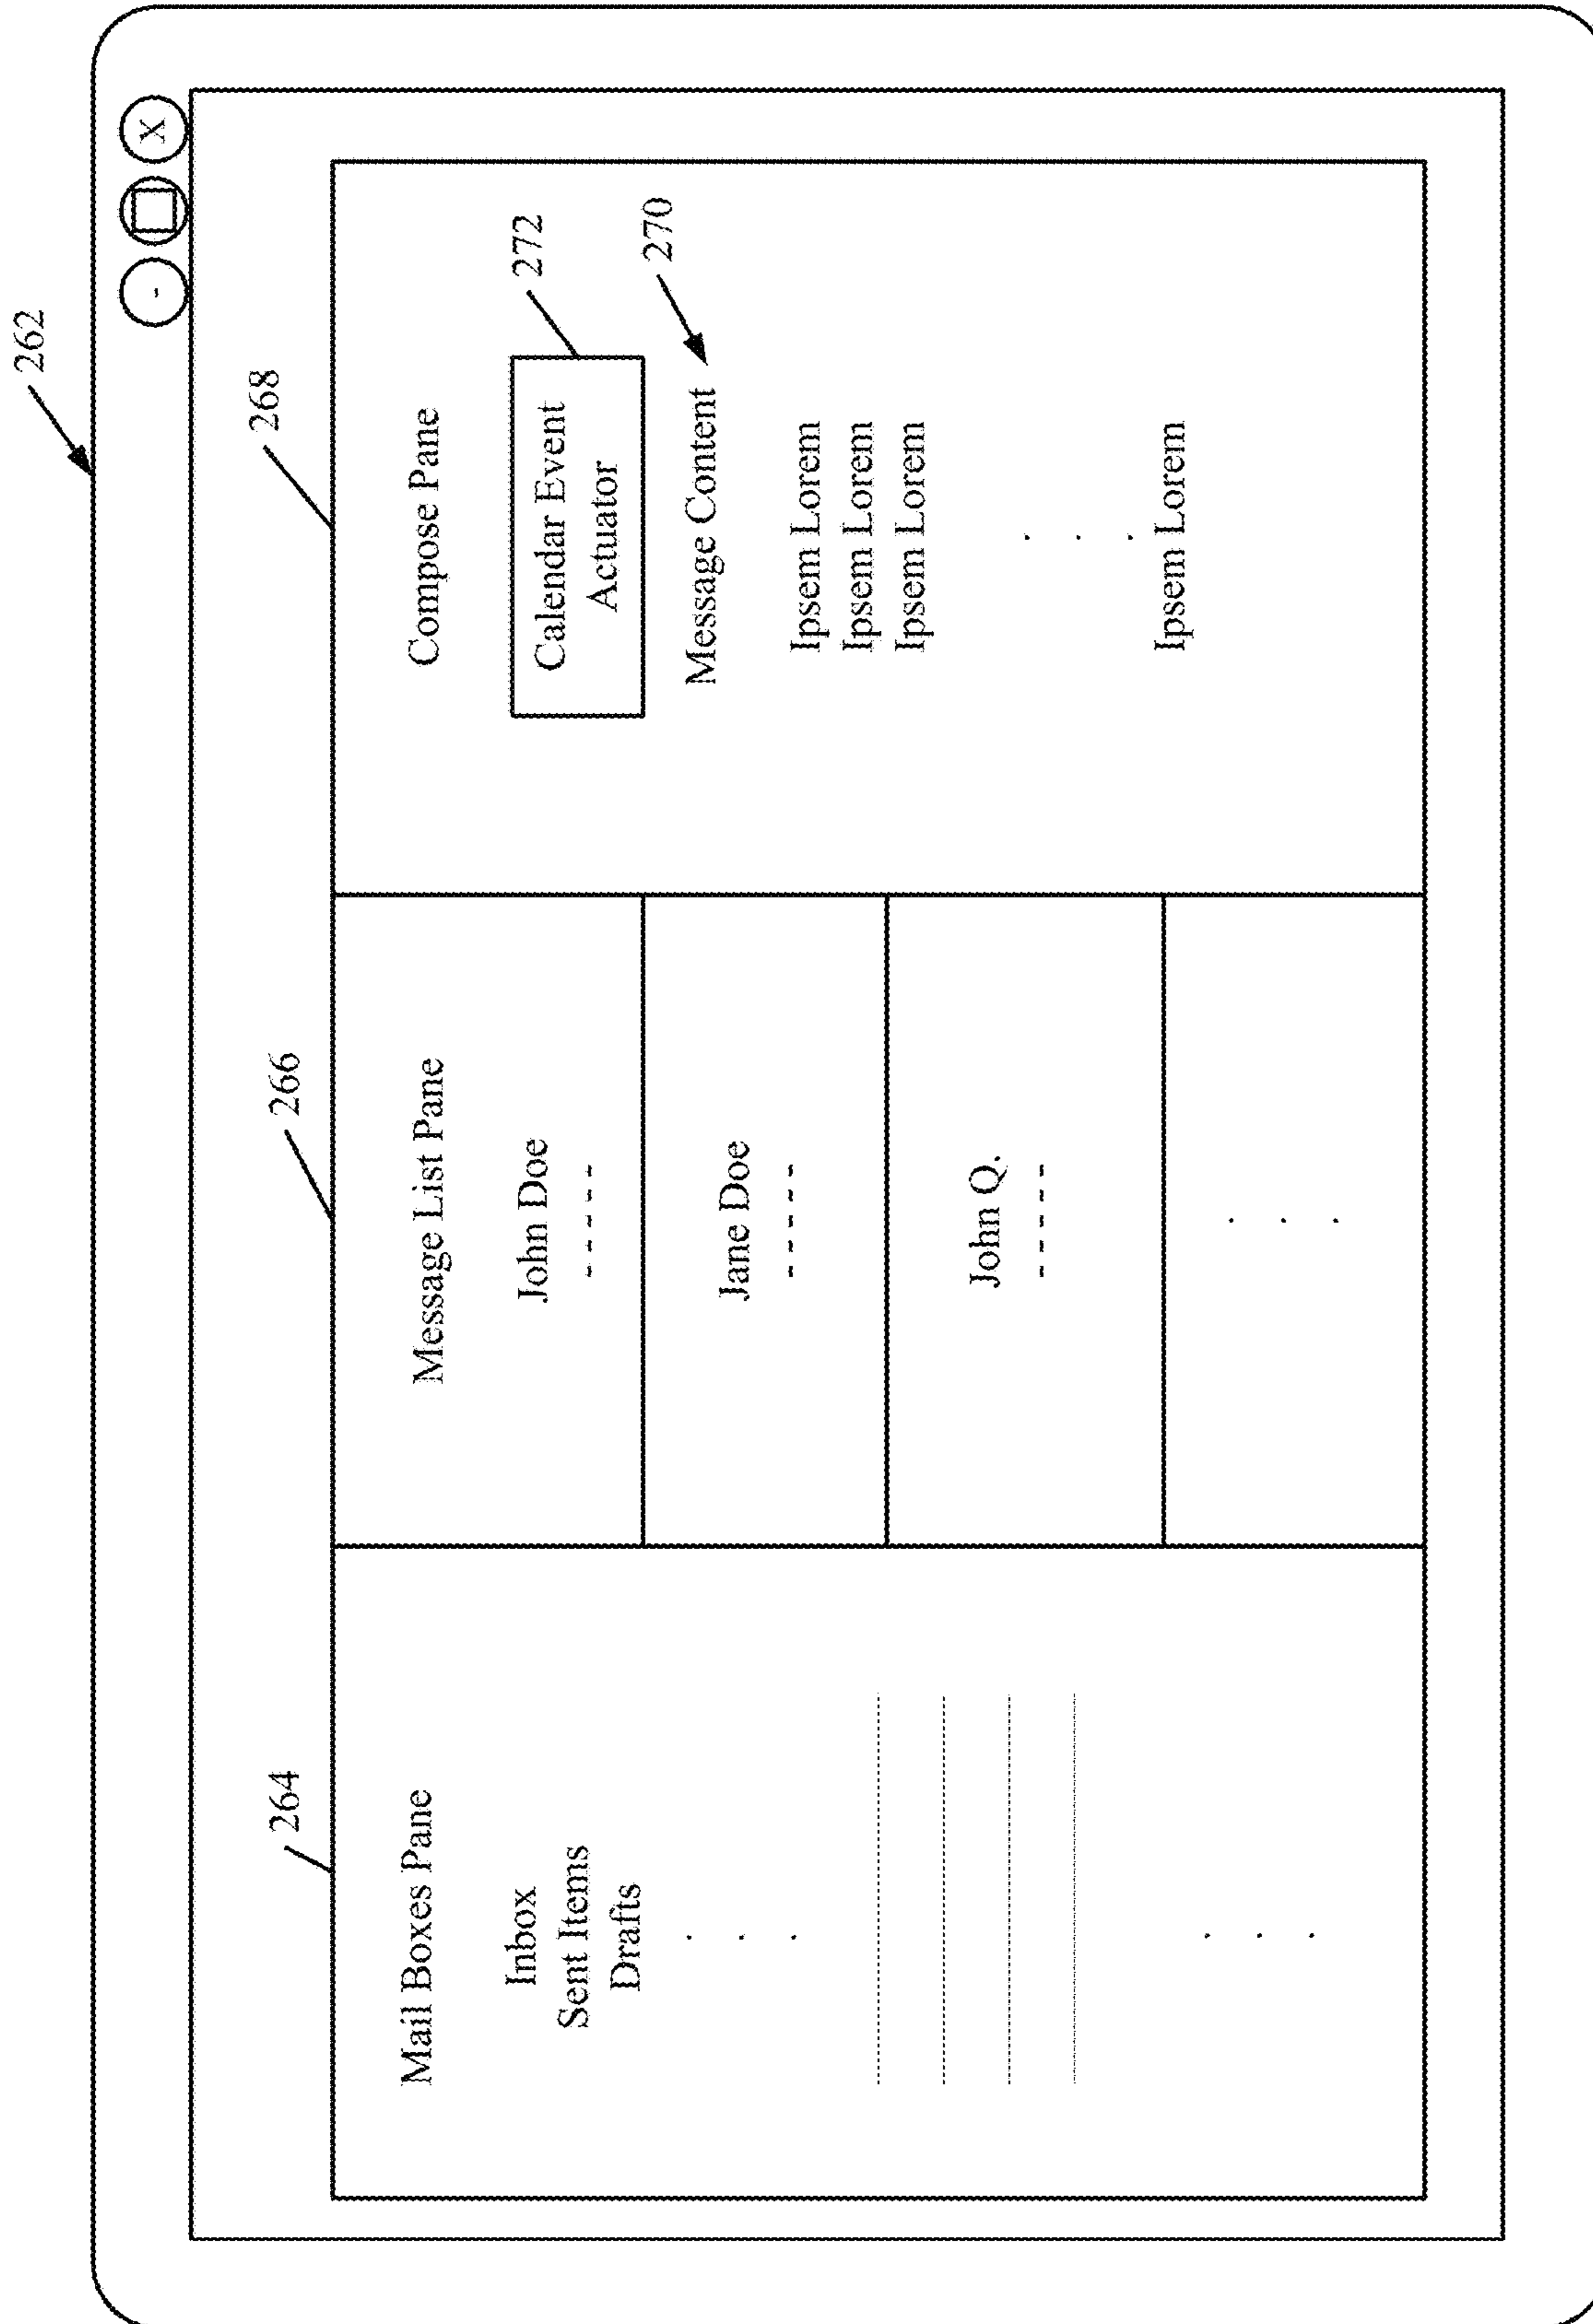 262
-
X
264
266
268
Mail Boxes Pane
Inbox
Sent Items
Drafts
Message List Pane
John Doe
-----
Jane Doe
-----
John Q.
-----
Compose Pane
272
Calendar Event
Actuator
270
Message Content
Ipsem Lorem
Ipsem Lorem
Ipsem Lorem
Ipsem Lorem